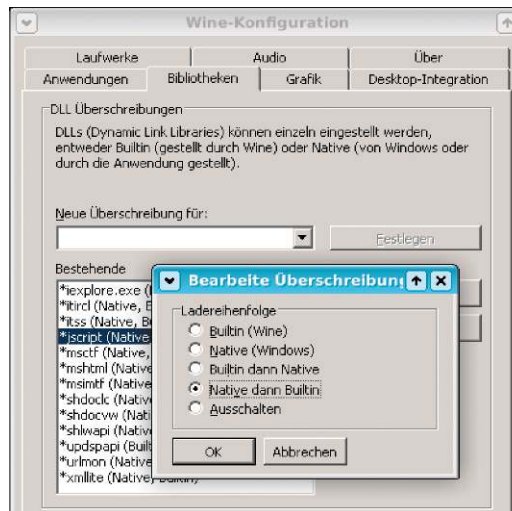 Wine-Konfiguration
Laufwerke
Audio
Über
Anwendungen
Bibliotheken
Grafik
Desktop-Integration
DLL Überschreibungen
DLLs (Dynamic Link Libraries) können einzeln eingestellt werden,
entweder Builtin (gestellt durch Wine) oder Native (von Windows oder
durch die Anwendung gestellt).
Neue Überschreibung für:
Festlegen
Bestehende
*iexplore.exe (
*itircl (Native,
*itss (Native,
*jscript (Native
*msctf (Native,
*mshtml (Native
*msimtf (Native
*shdoclc (Native
*shdocvw (Nati
*shlwapi (Native
*updspapi (Built
*urlmon (Native
*xmllite (Native, Builtin)
Bearbeite Überschreibung
Ladereihenfolge
Builtin (Wine)
Native (Windows)
Builtin dann Native
Native dann Builtin
Ausschalten
OK
Abbrechen